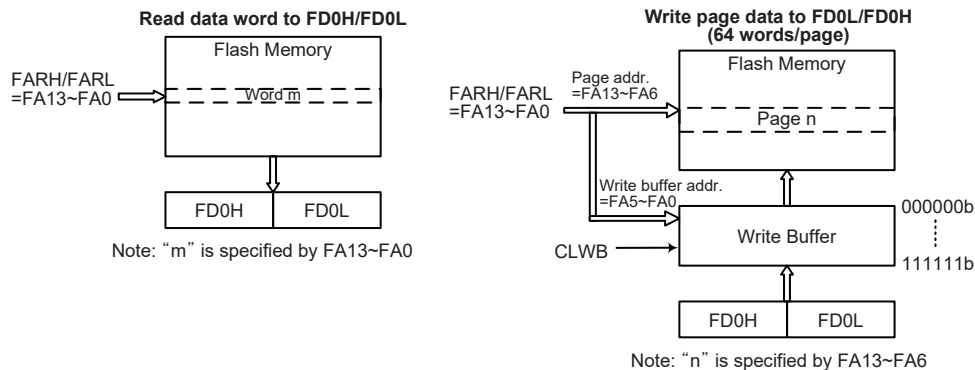 Read data word to FD0H/FD0L
Flash Memory
FARH/FARL
=FA13~FA0
Word m
FD0H
FD0L
Note: “m” is specified by FA13~FA0
Write page data to FD0L/FD0H
(64 words/page)
Flash Memory
Page addr.
=FA13~FA6
FARH/FARL
=FA13~FA0
Page n
Write buffer addr.
=FA5~FA0
000000b
Write Buffer
CLWB
111111b
FD0H
FD0L
Note: “n” is specified by FA13~FA6